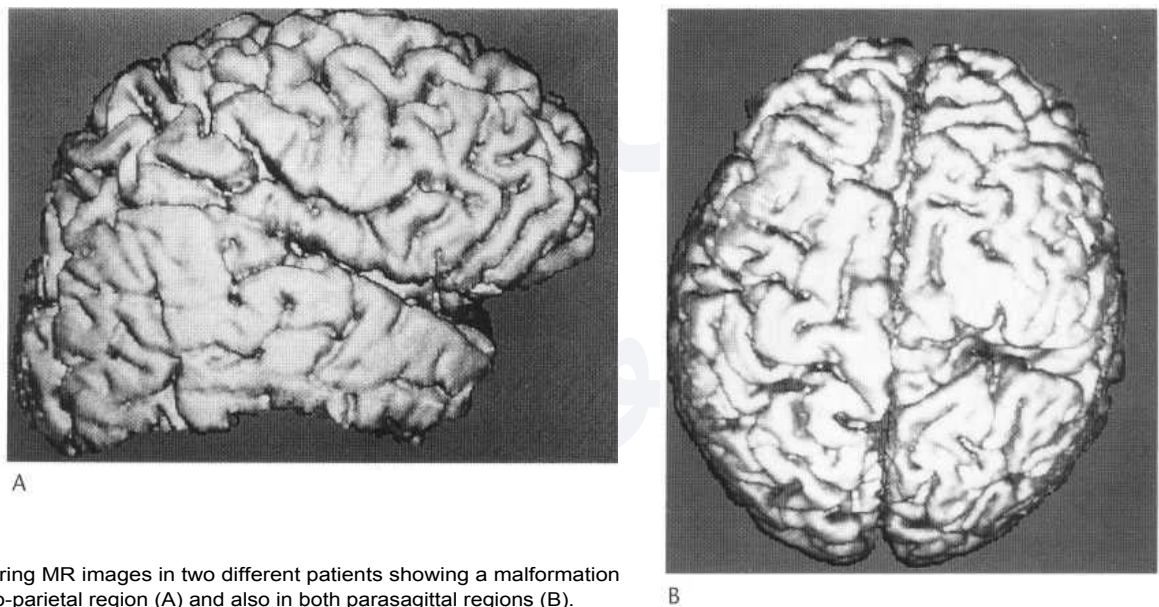 A
B
ring MR images in two different patients showing a malformation
o-parietal region (A) and also in both parasagittal regions (B).